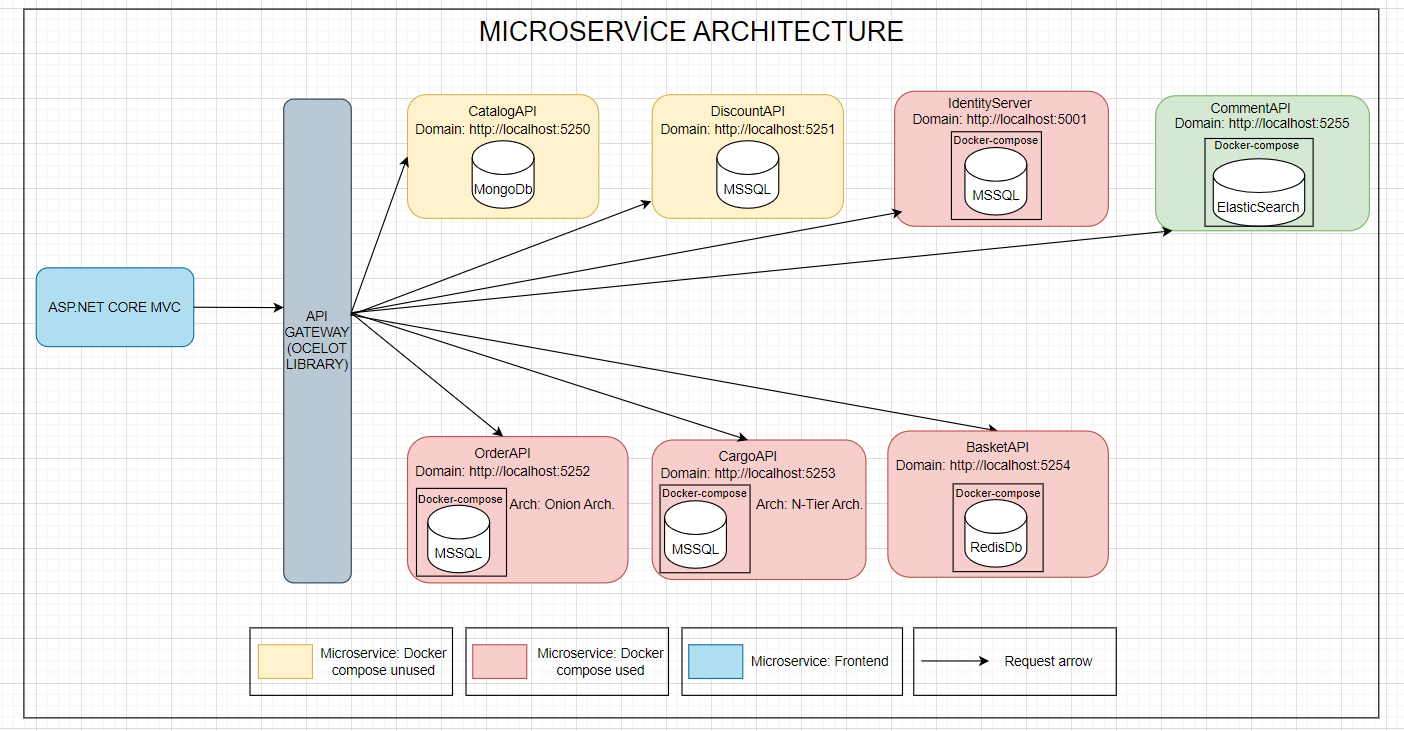 MICROSERVİCE ARCHITECTURE
CatalogAPI
Domain: http://localhost:5250
MongoDb
DiscountAPI
Domain: http://localhost:5251
MSSQL
IdentityServer
Domain: http://localhost:5001
Docker-compose
MSSQL
CommentAPI
Domain: http://localhost:5255
Docker-compose
ElasticSearch
ASP.NET CORE MVC
API
GATEWAY
(OCELOT
LIBRARY)
OrderAPI
Domain: http://localhost:5252
Docker-compose
Arch: Onion Arch.
MSSQL
CargoAPI
Domain: http://localhost:5253
Docker-compose
Arch: N-Tier Arch.
MSSQL
BasketAPI
Domain: http://localhost:5254
Docker-compose
RedisDb
Microservice: Docker
compose unused
Microservice: Docker
compose used
Microservice: Frontend
Request arrow